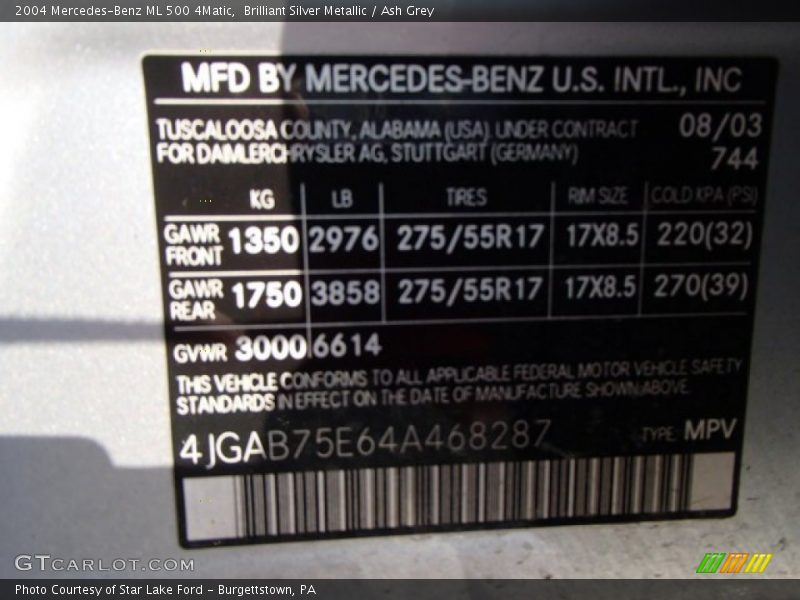 2004 Mercedes-Benz ML 500 4Matic,  Brilliant Silver Metallic / Ash Grey
MFD BY MERCEDES-BENZ U.S. INTL., INC
TUSCALOOSA COUNTY, ALABAMA (USA) UNDER CONTRACT 08/03
FOR DAIMLERCHRYSLER AG, STUTTGART (GERMANY) 744
KG LB TIRES RIM SIZE COLD KPA (PSI)
GAWR FRONT 1350 2976 275/55R17 17X8.5 220(32)
GAWR REAR 1750 3858 275/55R17 17X8.5 270(39)
GVWR 3000 6614
THIS VEHICLE CONFORMS TO ALL APPLICABLE FEDERAL MOTOR VEHICLE SAFETY
STANDARDS IN EFFECT ON THE DATE OF MANUFACTURE SHOWN ABOVE.
4JGAB75E64A468287 TYPE: MPV
GTCARLOT.COM
Photo Courtesy of Star Lake Ford - Burgettstown, PA